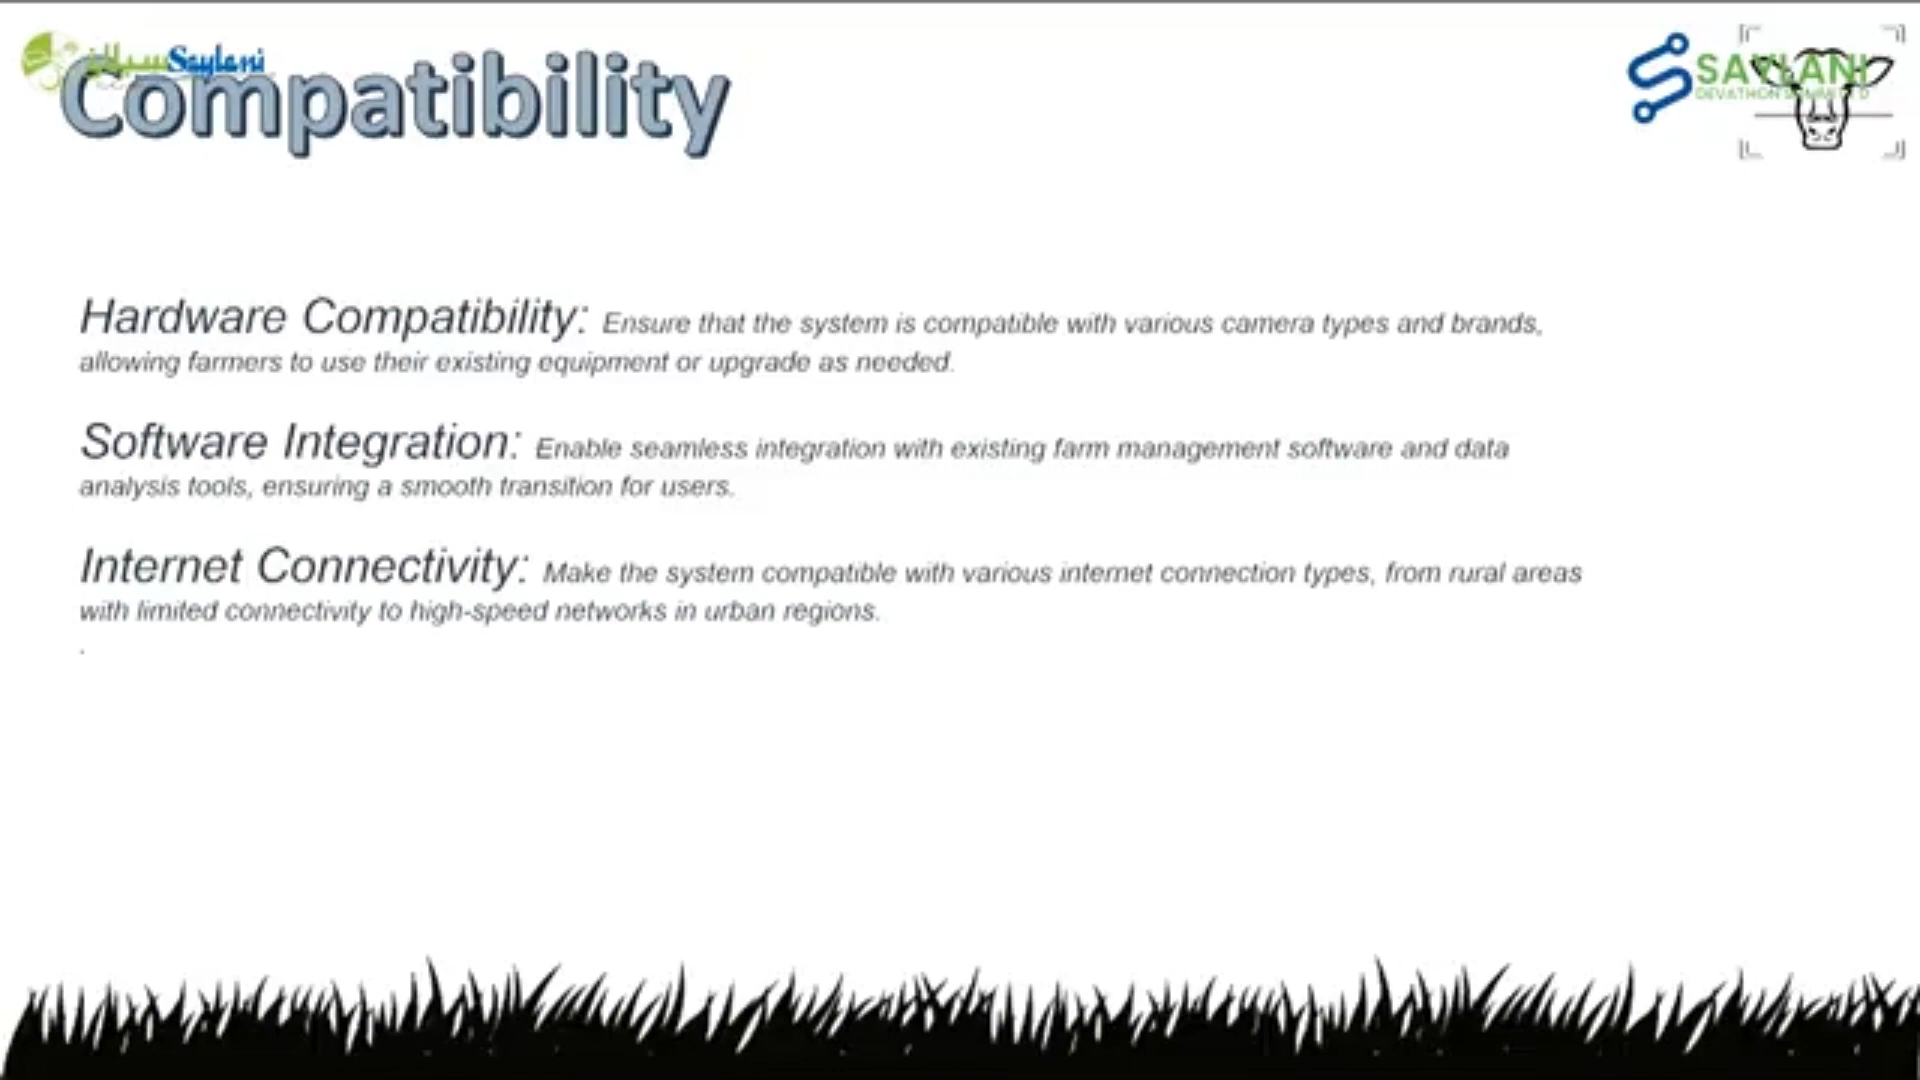 Saylani
Compatibility
SAYLANI
Hardware Compatibility: Ensure that the system is compatible with various camera types and brands,
allowing farmers to use their existing equipment or upgrade as needed.
Software Integration: Enable seamless integration with existing farm management software and data
analysis tools, ensuring a smooth transition for users.
Internet Connectivity: Make the system compatible with various internet connection types, from rural areas
with limited connectivity to high-speed networks in urban regions.
.